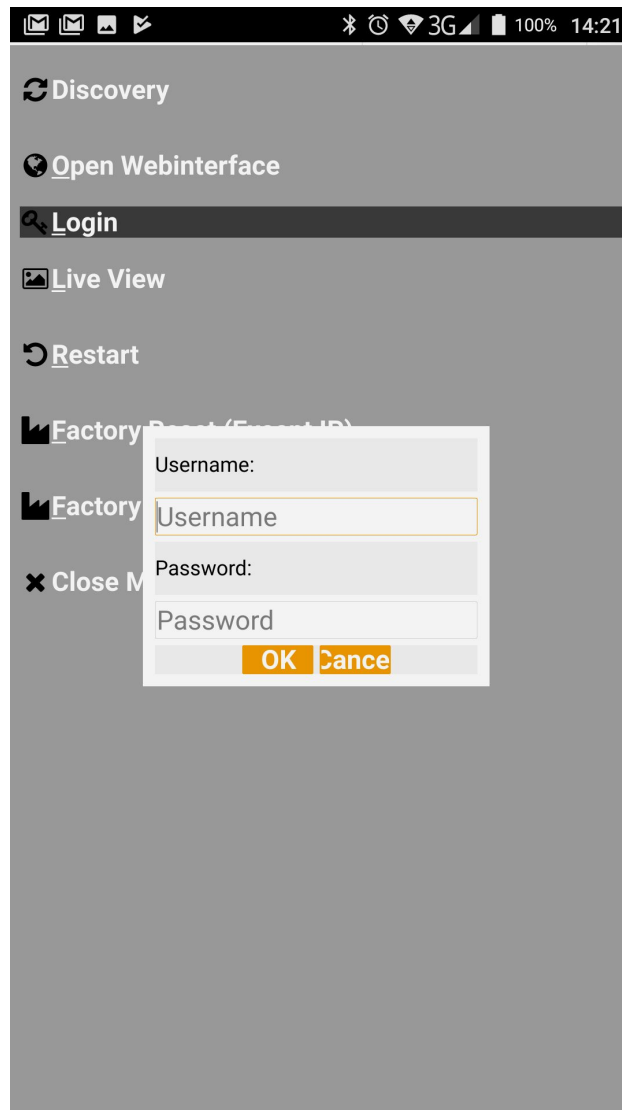 3G 100% 14:21
Discovery
Open Webinterface
Login
Live View
Restart
Factory
Username:
Factory
Username
Close M
Password:
Password
OK Cance